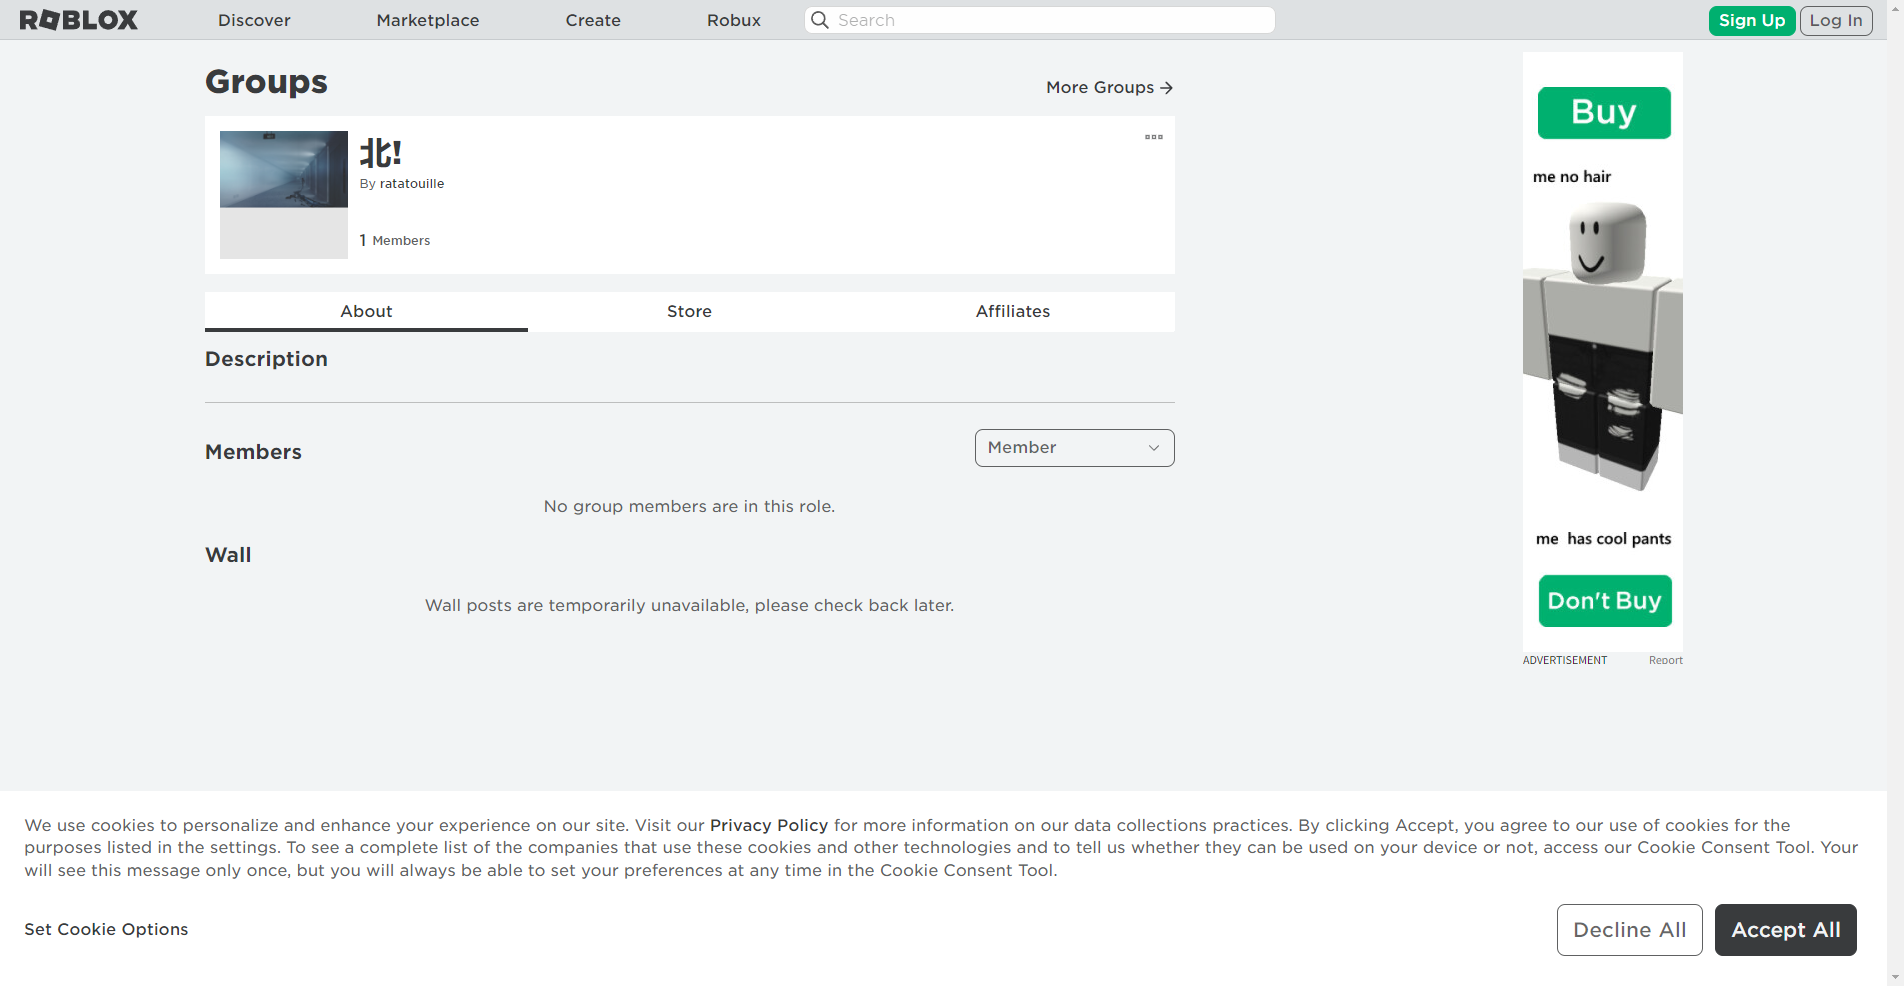 ROBLOX
Discover
Marketplace
Create
Robux
Search
Sign Up
Log In
Groups
More Groups →
北!
By ratatouille
1 Members
About
Store
Affiliates
Description
Members
Member
No group members are in this role.
Wall
Wall posts are temporarily unavailable, please check back later.
Buy
me no hair
me has cool pants
Don't Buy
ADVERTISEMENT
Report
We use cookies to personalize and enhance your experience on our site. Visit our Privacy Policy for more information on our data collections practices. By clicking Accept, you agree to our use of cookies for the
purposes listed in the settings. To see a complete list of the companies that use these cookies and other technologies and to tell us whether they can be used on your device or not, access our Cookie Consent Tool. Your
will see this message only once, but you will always be able to set your preferences at any time in the Cookie Consent Tool.
Set Cookie Options
Decline All
Accept All